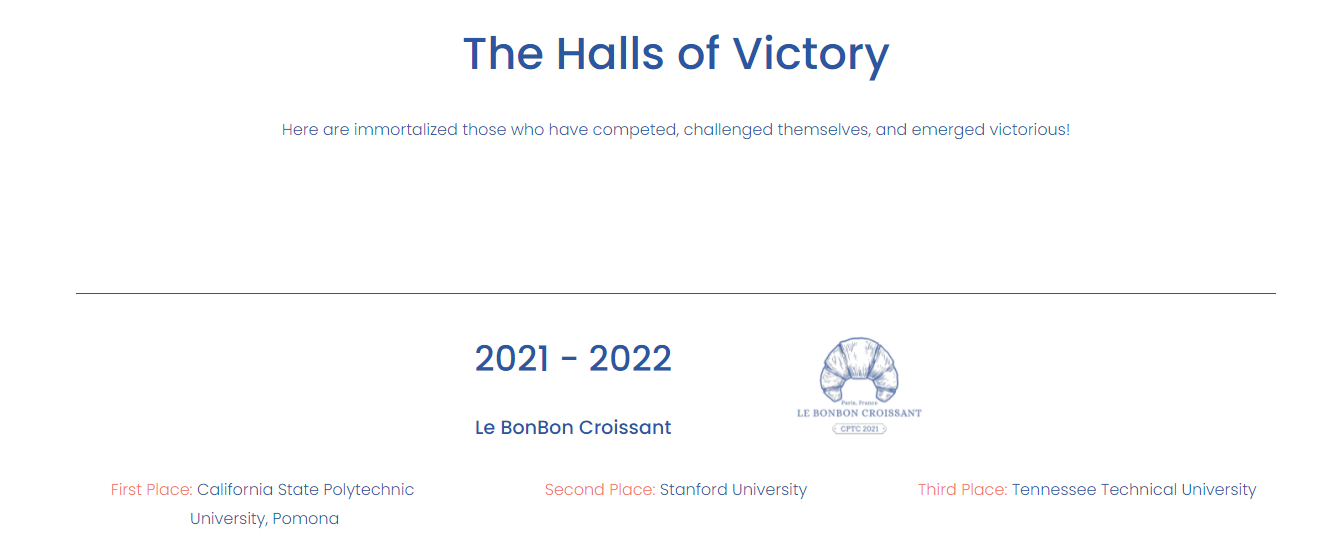 The Halls of Victory
Here are immortalized those who have competed, challenged themselves, and emerged victorious!
2021 - 2022
Le BonBon Croissant
Paris, France
LE BONBON CROISSANT
CPTC 2021
First Place: California State Polytechnic
University, Pomona
Second Place: Stanford University
Third Place: Tennessee Technical University